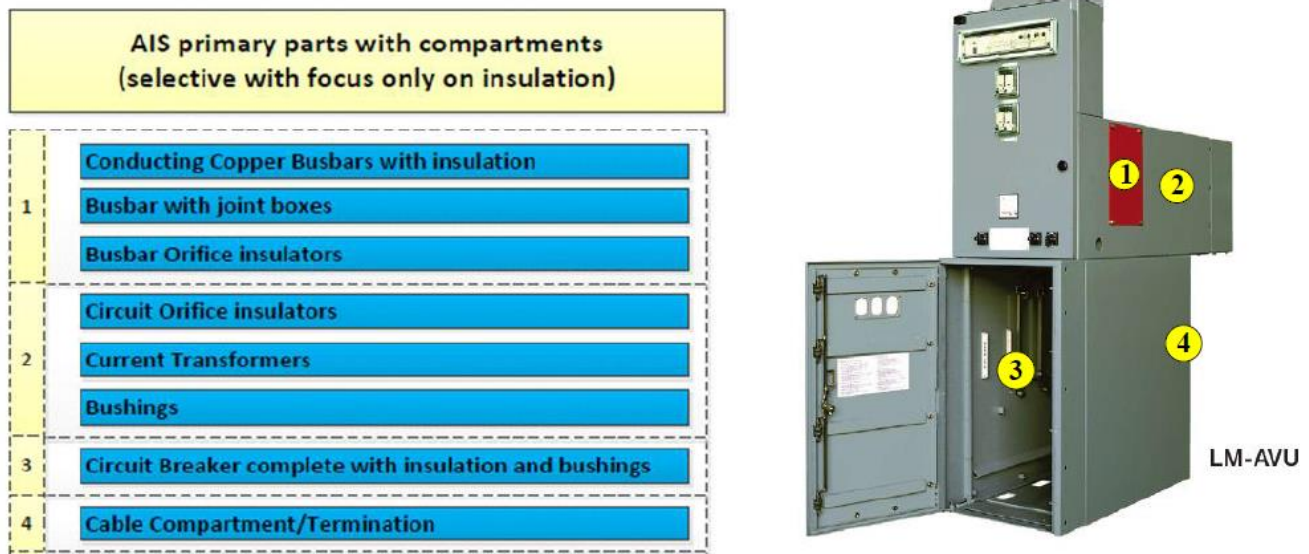 AIS primary parts with compartments
(selective with focus only on insulation)
1
Conducting Copper Busbars with insulation
Busbar with joint boxes
Busbar Orifice insulators
2
Circuit Orifice insulators
Current Transformers
Bushings
3
Circuit Breaker complete with insulation and bushings
4
Cable Compartment/Termination
1
2
3
4
LM-AVU